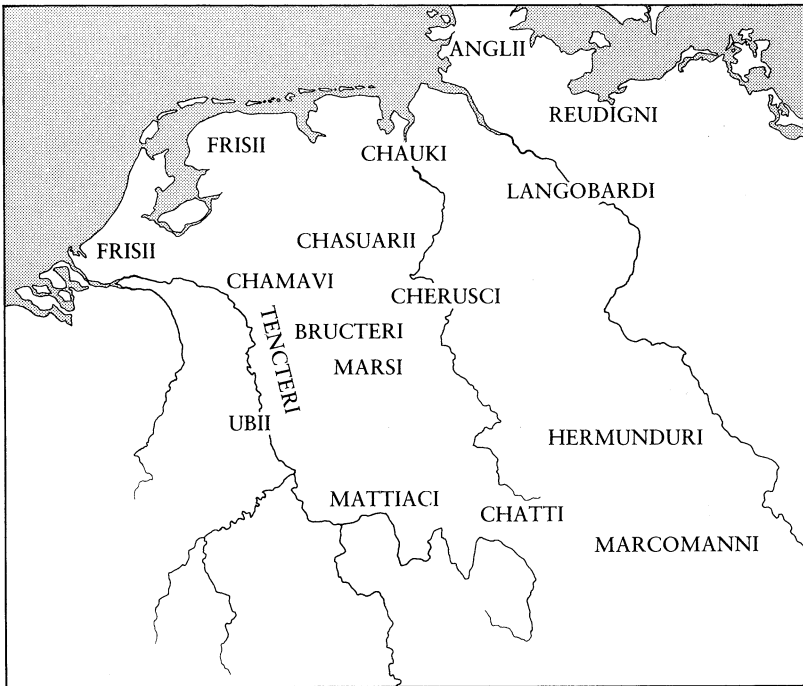 ANGLII
REUDIGNI
FRISII
CHAUKI
LANGOBARDI
CHASUARII
FRISII
CHAMAVI
CHERUSCI
TENCTERI
BRUCTERI
MARSI
UBII
HERMUNDURI
MATTIACI
CHATTI
MARCOMANNI